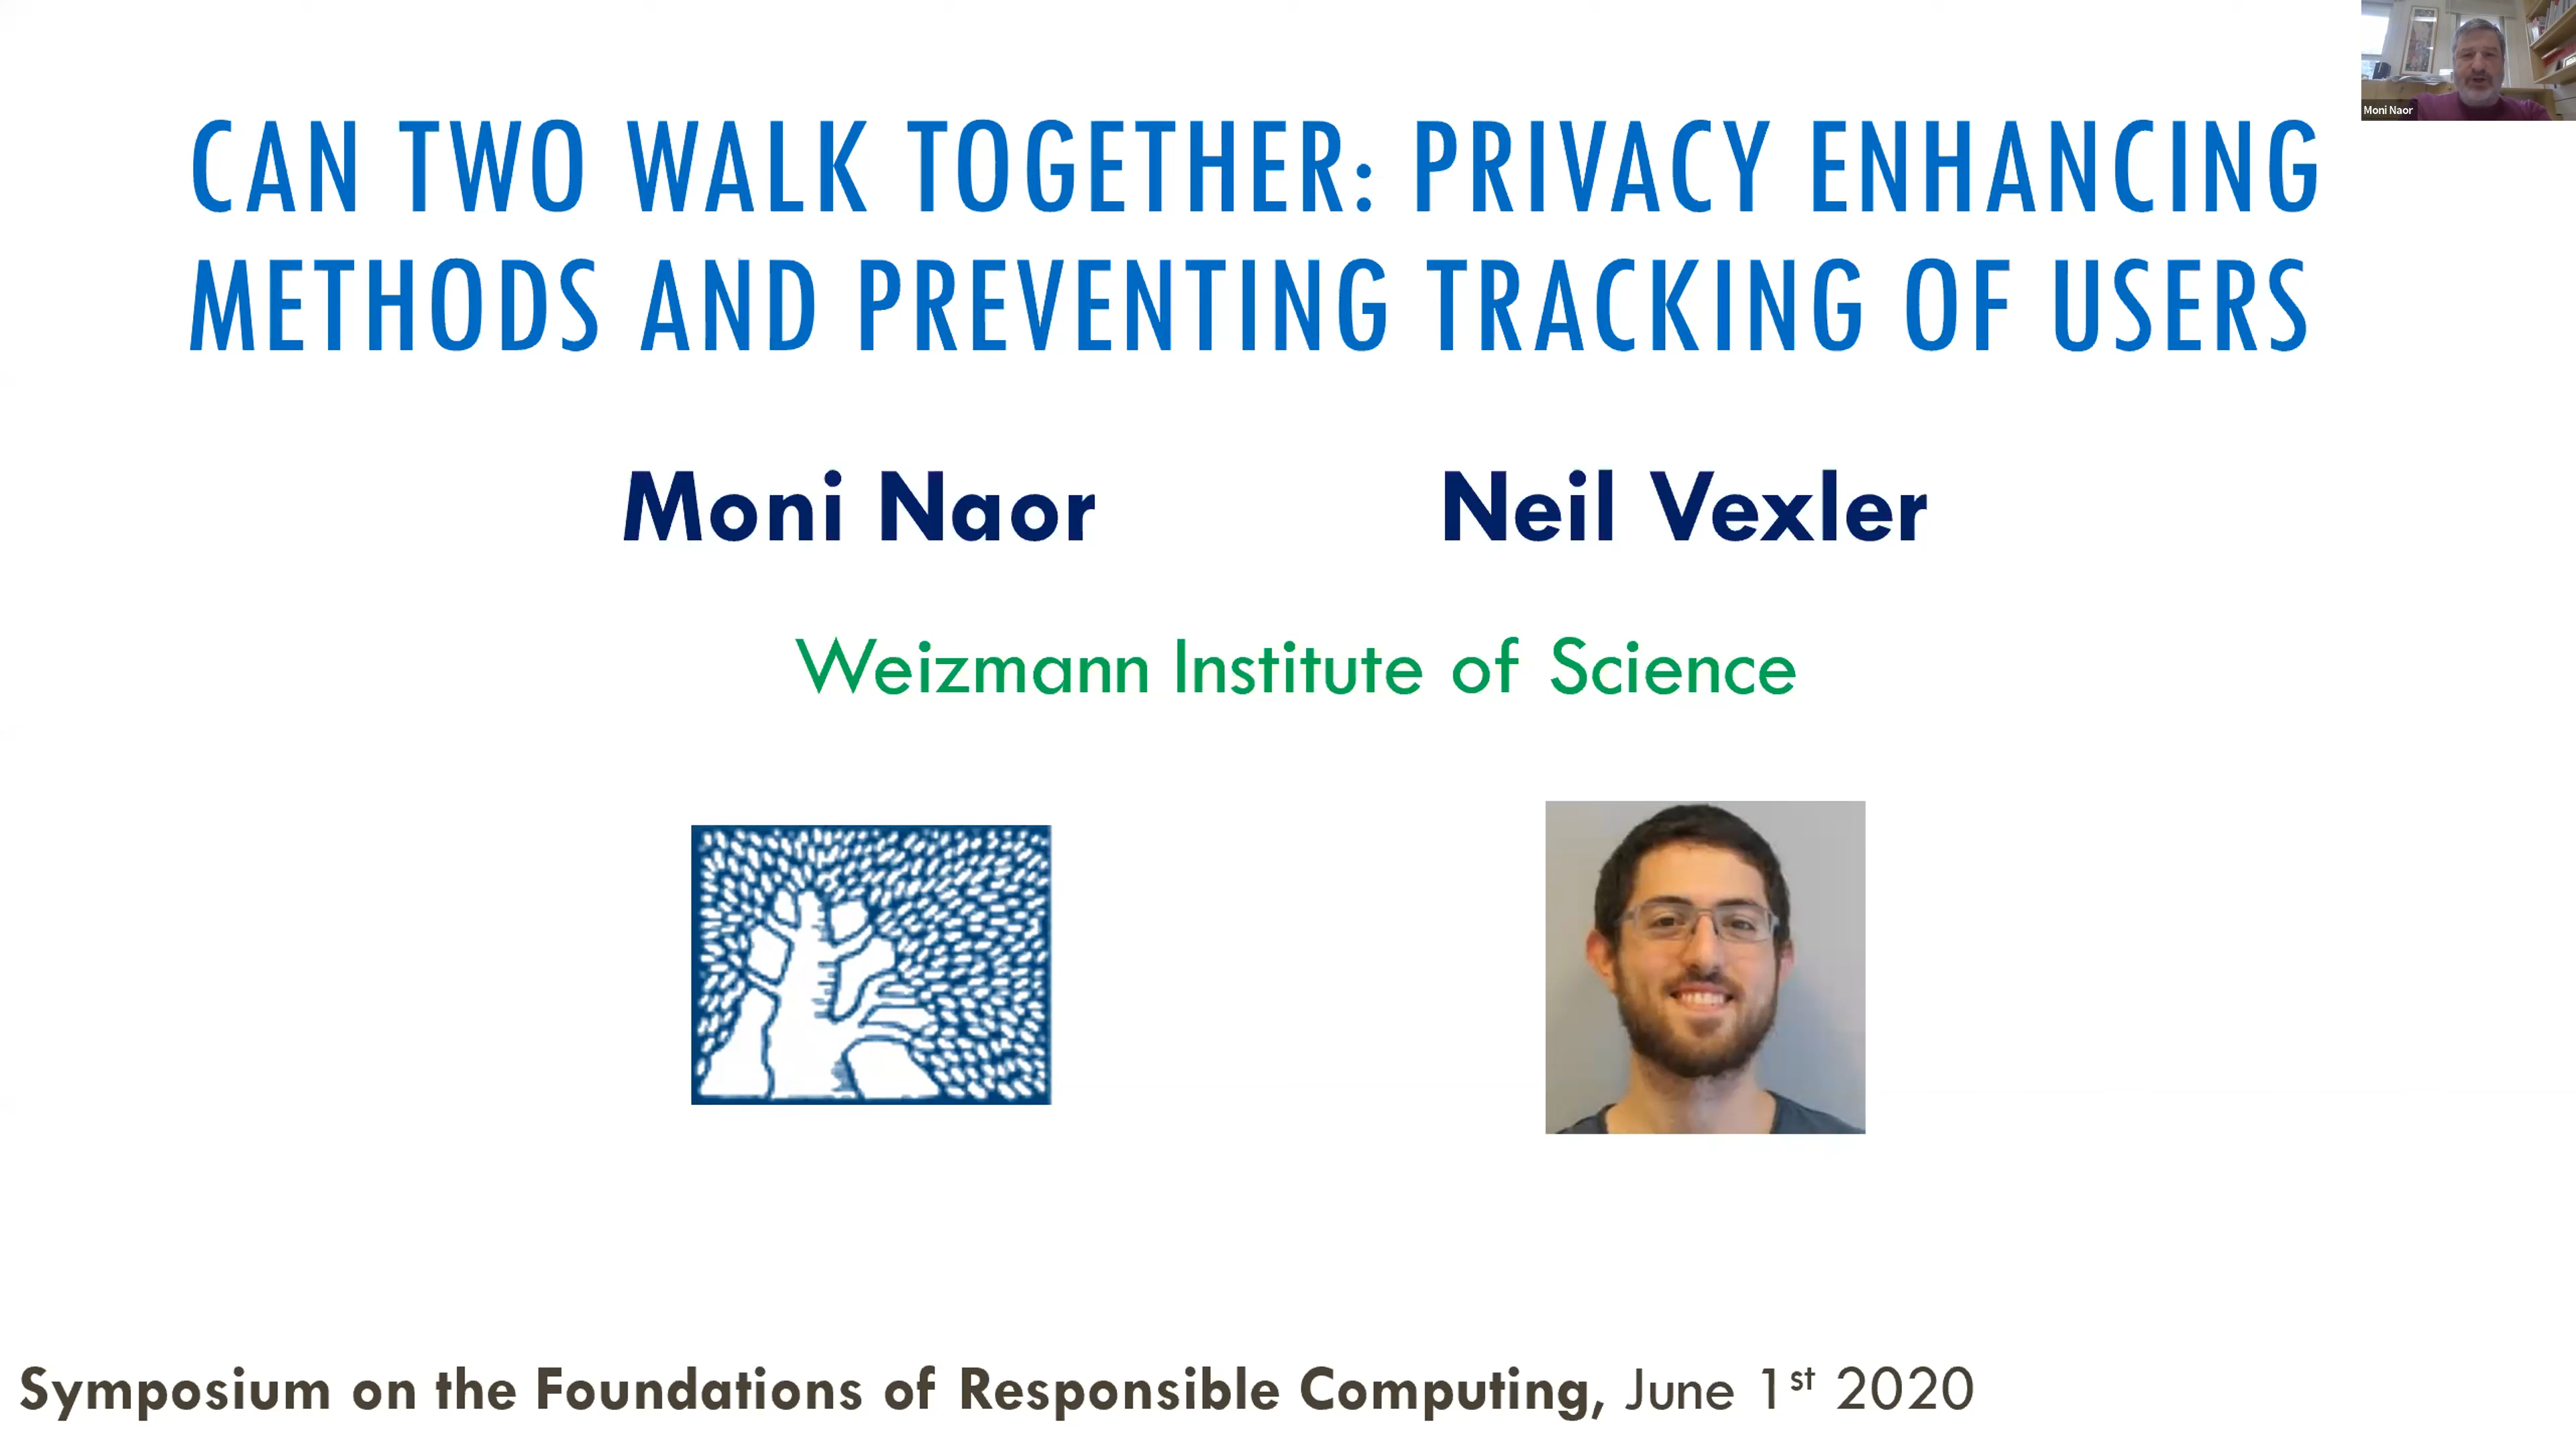 Moni Naor
CAN TWO WALK TOGETHER: PRIVACY ENHANCING
METHODS AND PREVENTING TRACKING OF USERS
Moni Naor
Neil Vexler
Weizmann Institute of Science
Symposium on the Foundations of Responsible Computing, June 1st 2020